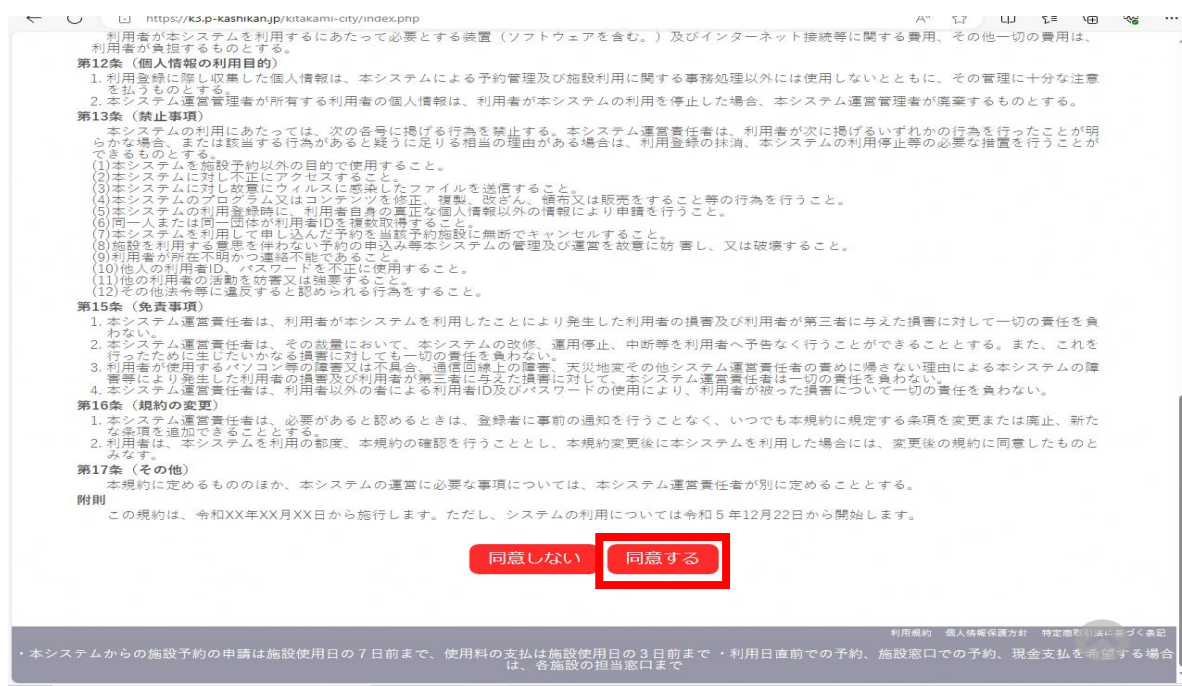 https://k3.p-kashikan.jp/kitakami-city/index.php
利用者が本システムを利用するにあたって必要とする装置（ソフトウェアを含む。）及びインターネット接続等に関する費用、その他一切の費用は、
利用者が負担するものとする。
第12条（個人情報の利用目的）
1. 利用登録に際し収集した個人情報は、本システムによる予約管理及び施設利用に関する事務処理以外には使用しないとともに、その管理に十分な注意
を払うものとする。
2. 本システム運営管理者が所有する利用者の個人情報は、利用者が本システムの利用を停止した場合、本システム運営管理者が廃棄するものとする。
第13条（禁止事項）
本システムの利用にあたっては、次の各号に掲げる行為を禁止する。本システム運営責任者は、利用者が次に掲げるいずれかの行為を行ったことが明
らかな場合、または該当する行為があると疑うに足りる相当の理由がある場合は、利用登録の抹消、本システムの利用停止等の必要な措置を行うことが
できるものとする。
(1)本システムを施設予約以外の目的で使用すること。
(2)本システムに対し不正にアクセスすること。
(3)本システムに対し故意にウィルスに感染したファイルを送信すること。
(4)本システムのプログラム又はコンテンツを修正、複製、改ざん、頒布又は販売をすること等の行為を行うこと。
(5)本システムの利用登録時に、利用者自身の真正な個人情報以外の情報により申請を行うこと。
(6)同一人または同一団体が利用者IDを複数取得すること。
(7)本システムを利用して申し込んだ予約を当該予約施設に無断でキャンセルすること。
(8)施設を利用する意思を伴わない予約の申込み等本システムの管理及び運営を故意に妨 害し、又は破壊すること。
(9)利用者が所在不明かつ連絡不能であること。
(10)他人の利用者ID、パスワードを不正に使用すること。
(11)他の利用者の活動を妨害又は強要すること。
(12)その他法令等に違反すると認められる行為をすること。
第15条（免責事項）
1. 本システム運営責任者は、利用者が本システムを利用したことにより発生した利用者の損害及び利用者が第三者に与えた損害に対して一切の責任を負
わない。
2. 本システム運営責任者は、その裁量において、本システムの改修、運用停止、中断等を利用者へ予告なく行うことができることとする。また、これを
行ったために生じたいかなる損害に対しても一切の責任を負わない。
3. 利用者が使用するパソコン等の障害又は不具合、通信回線上の障害、天災地変その他システム運営責任者の責めに帰さない理由による本システムの障
害等により発生した利用者の損害及び利用者が第三者に与えた損害に対して、本システム運営責任者は一切の責任を負わない。
4. 本システム運営責任者は、利用者以外の者による利用者ID及びパスワードの使用により、利用者が被った損害について一切の責任を負わない。
第16条（規約の変更）
1. 本システム運営責任者は、必要があると認めるときは、登録者に事前の通知を行うことなく、いつでも本規約に規定する条項を変更または廃止、新た
な条項を追加できることとする。
2. 利用者は、本システムを利用の都度、本規約の確認を行うこととし、本規約変更後に本システムを利用した場合には、変更後の規約に同意したものと
みなす。
第17条（その他）
本規約に定めるもののほか、本システムの運営に必要な事項については、本システム運営責任者が別に定めることとする。
附則
この規約は、令和XX年XX月XX日から施行します。ただし、システムの利用については令和５年12月22日から開始します。
同意しない 同意する
利用規約 個人情報保護方針 特定商取引法に基づく表記
・本システムからの施設予約の申請は施設使用日の７日前まで、使用料の支払は施設使用日の３日前まで ・利用日直前での予約、施設窓口での予約、現金支払を希望する場合
は、各施設の担当窓口まで